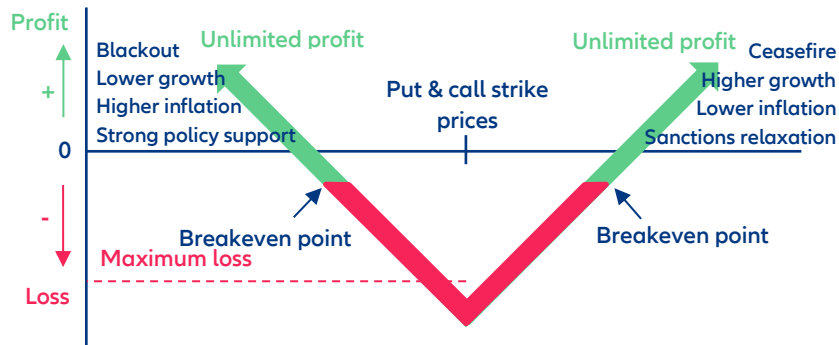 Profit
+
0
-
Loss
Blackout
Lower growth
Higher inflation
Strong policy support
Unlimited profit
Put & call strike
prices
Unlimited profit
Ceasefire
Higher growth
Lower inflation
Sanctions relaxation
Breakeven point
Breakeven point
Maximum loss